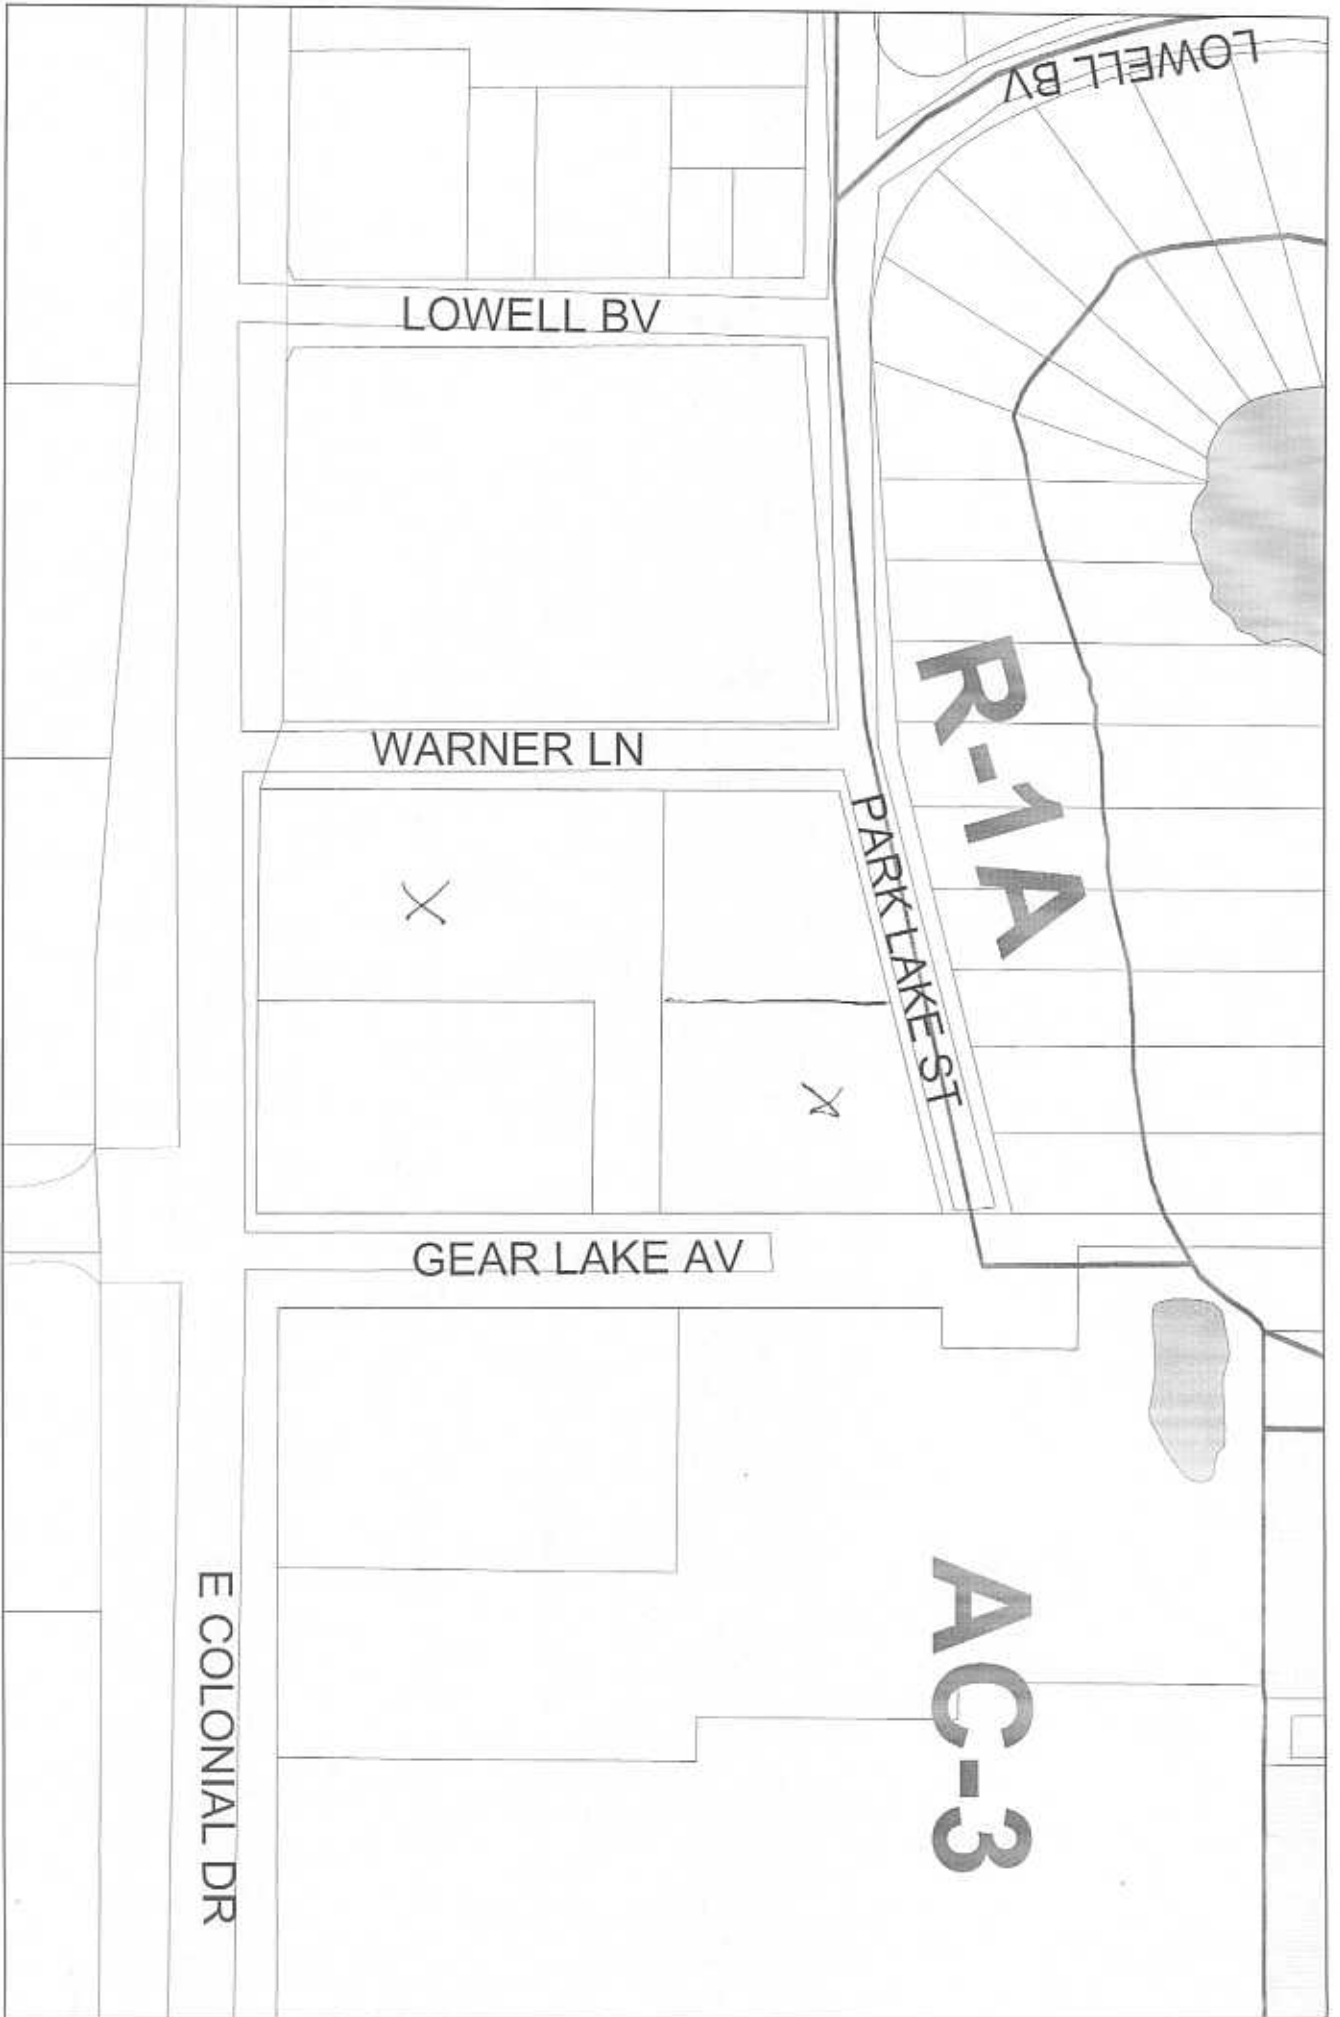 LOWELL BV
LOWELL BV
R-1A
WARNER LN
PARK LAKE ST
X
X
GEAR LAKE AV
AC-3
E COLONIAL DR